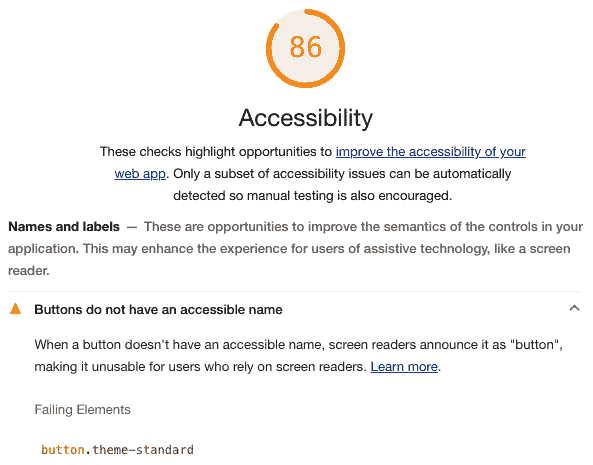 86
Accessibility
These checks highlight opportunities to improve the accessibility of your
web app. Only a subset of accessibility issues can be automatically
detected so manual testing is also encouraged.
Names and labels — These are opportunities to improve the semantics of the controls in your
application. This may enhance the experience for users of assistive technology, like a screen
reader.
Buttons do not have an accessible name
When a button doesn't have an accessible name, screen readers announce it as "button",
making it unusable for users who rely on screen readers. Learn more.
Failing Elements
button.theme-standard